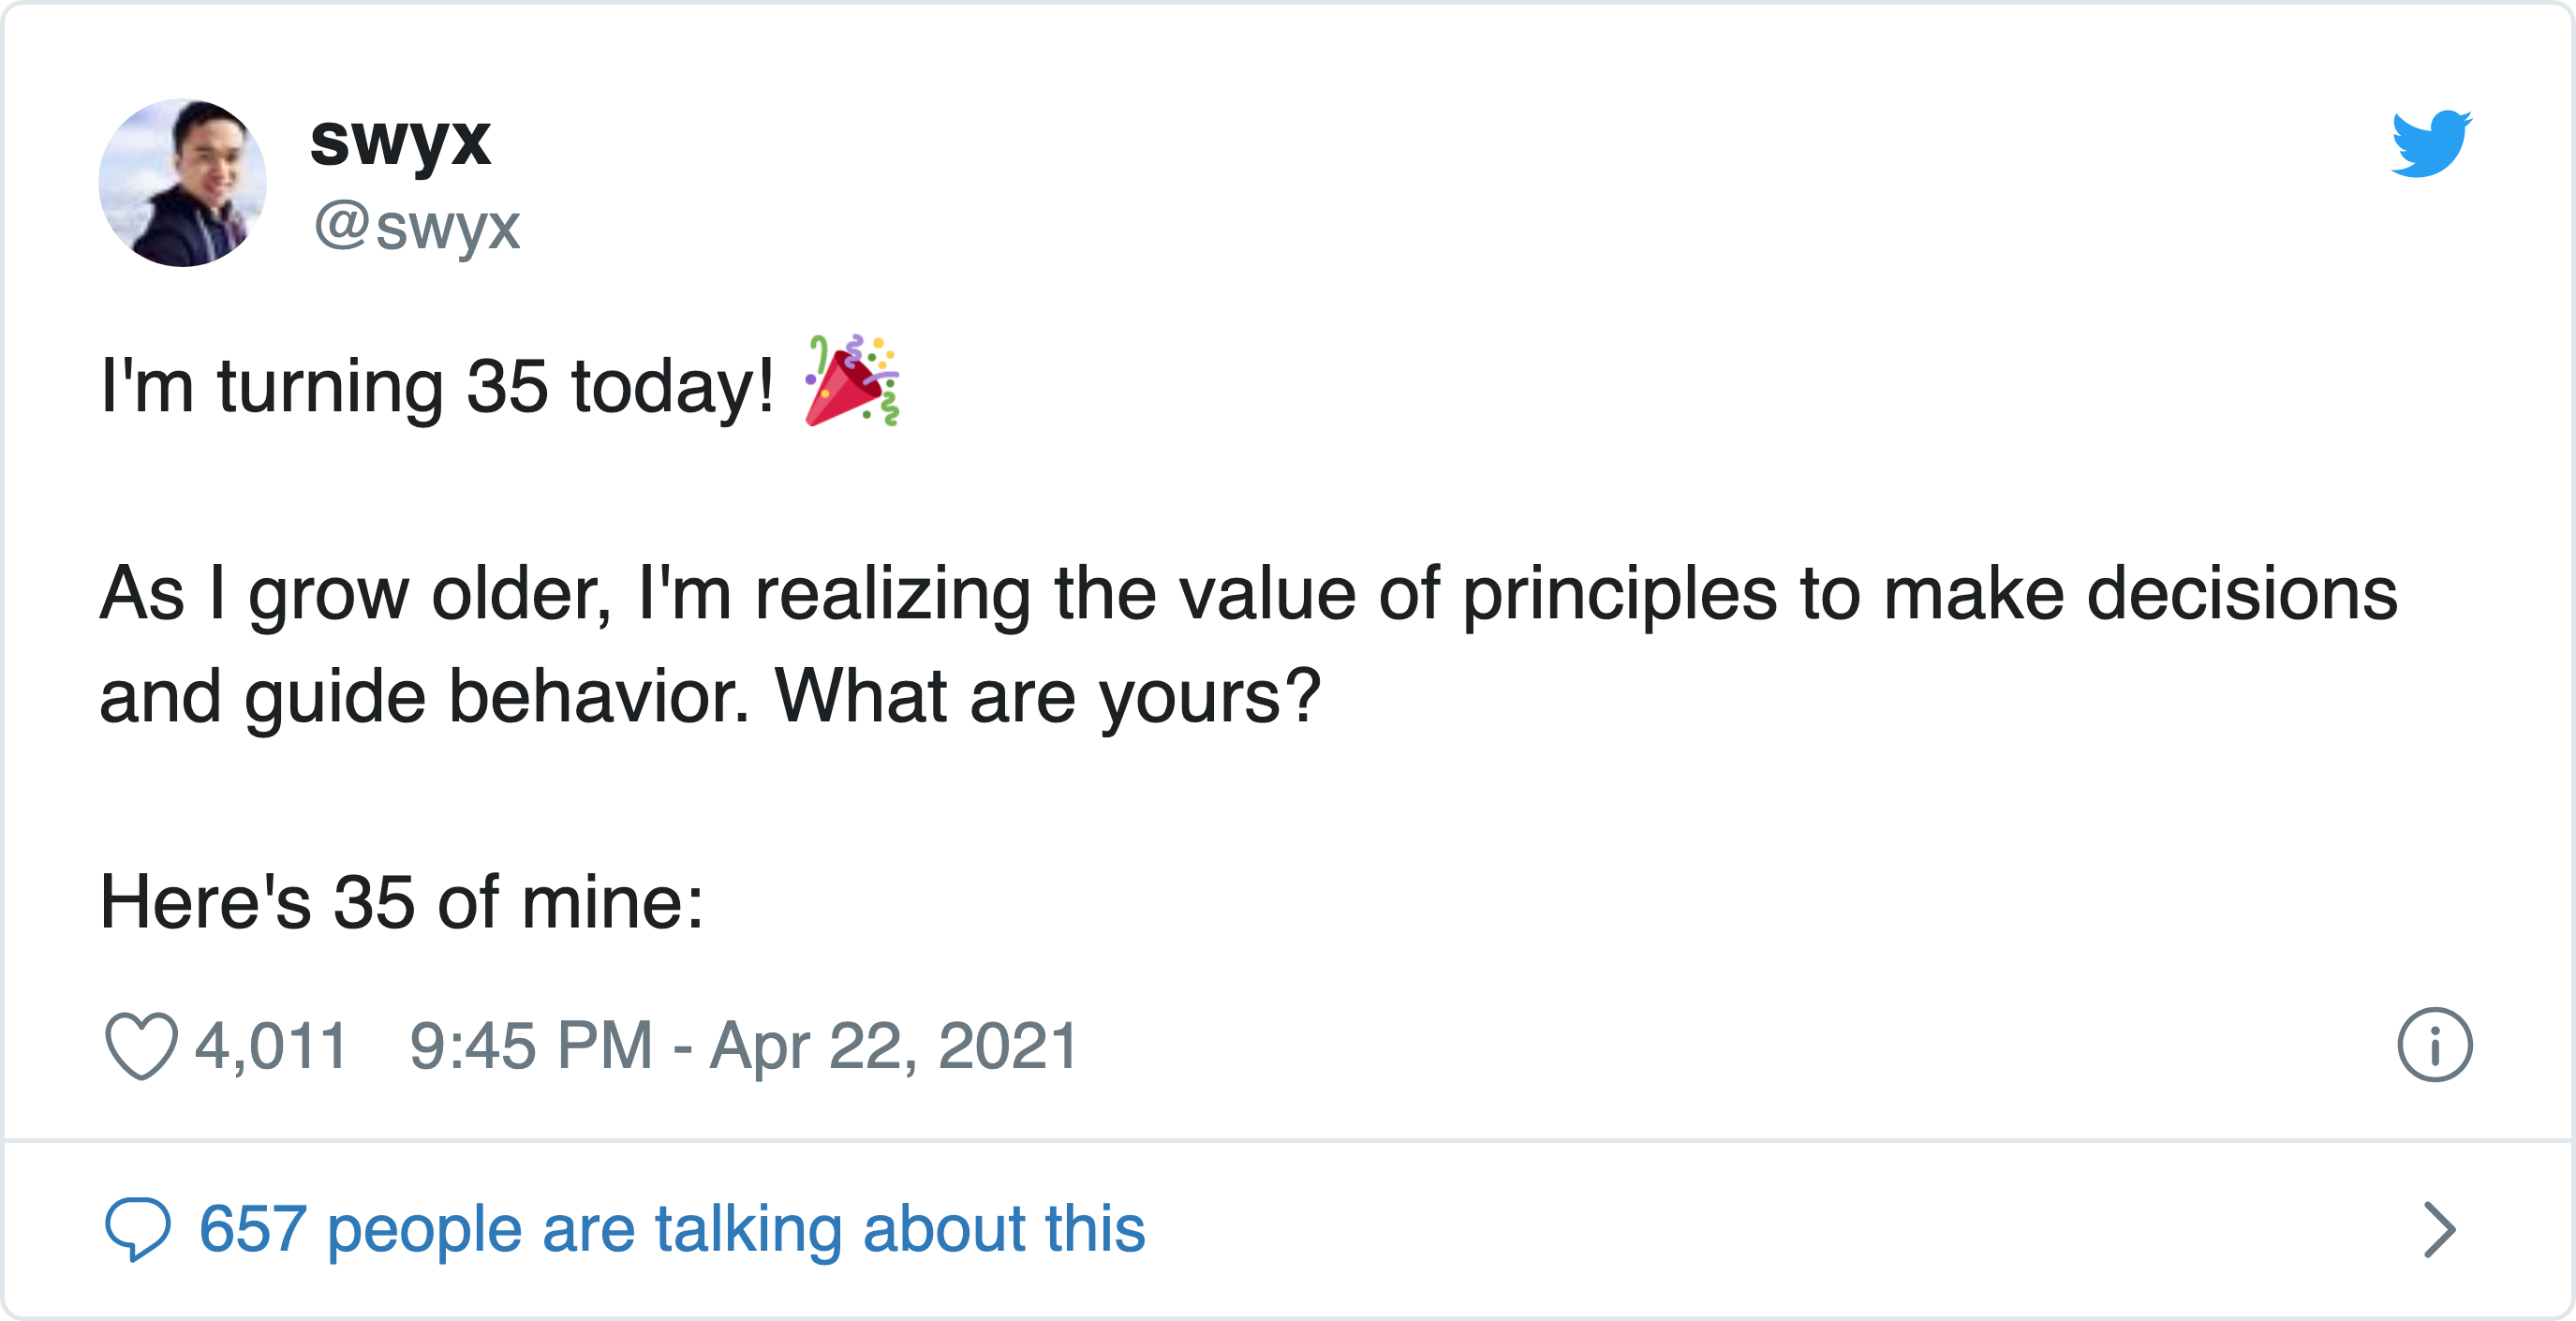 swyx
@swyx
I'm turning 35 today! 🎉
As I grow older, I'm realizing the value of principles to make decisions
and guide behavior. What are yours?
Here's 35 of mine:
4,011 9:45 PM - Apr 22, 2021
657 people are talking about this